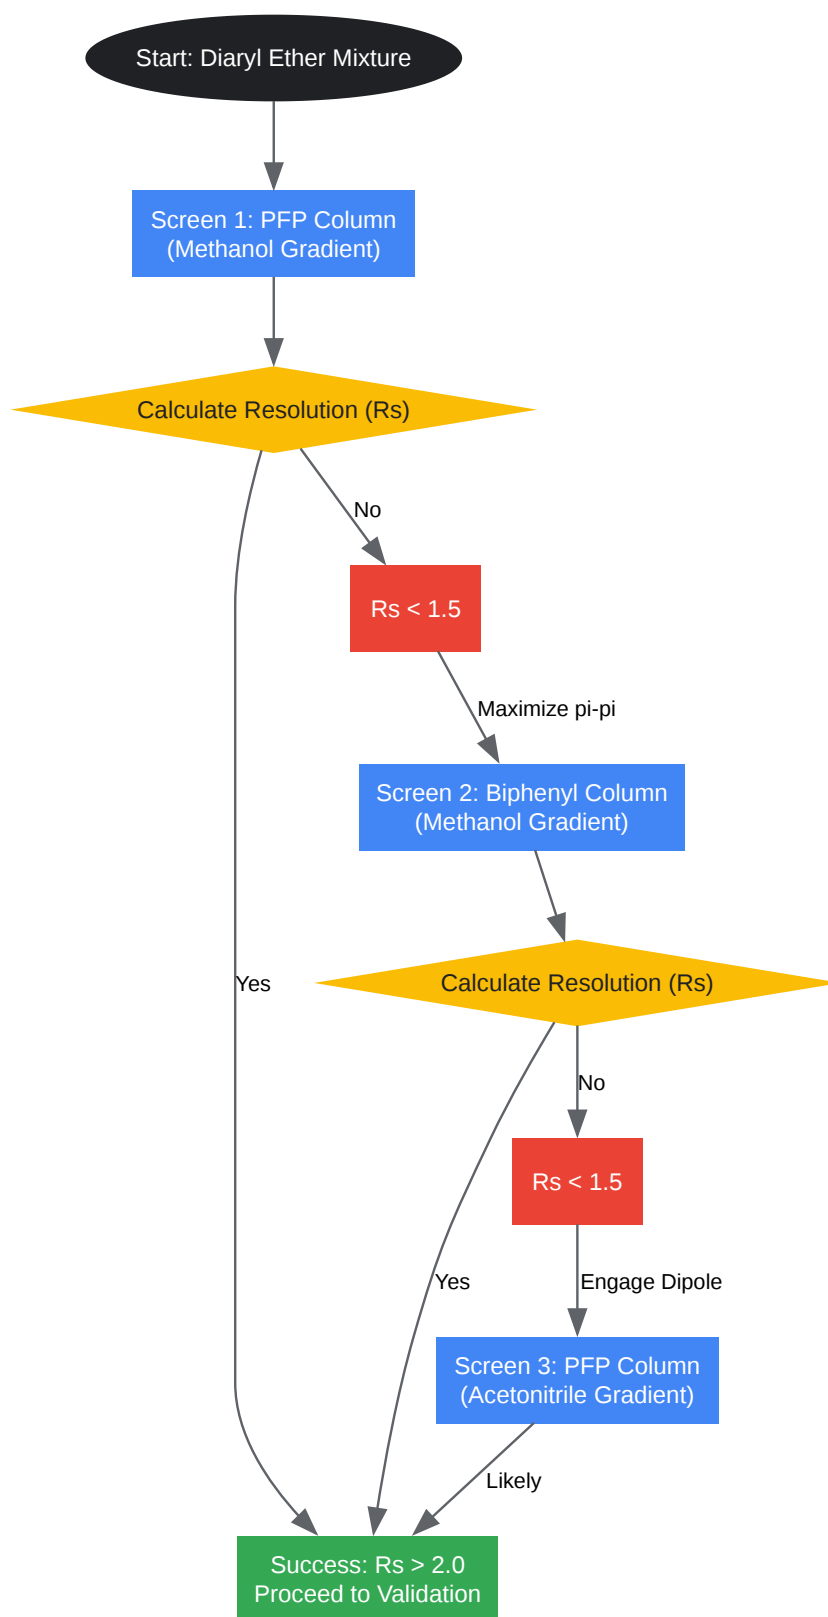 Start: Diaryl Ether Mixture
Screen 1: PFP Column
(Methanol Gradient)
Calculate Resolution (Rs)
No
Rs < 1.5
Maximize pi-pi
Screen 2: Biphenyl Column
(Methanol Gradient)
Calculate Resolution (Rs)
Yes
No
Rs < 1.5
Yes
Engage Dipole
Screen 3: PFP Column
(Acetonitrile Gradient)
Likely
Success: Rs > 2.0
Proceed to Validation